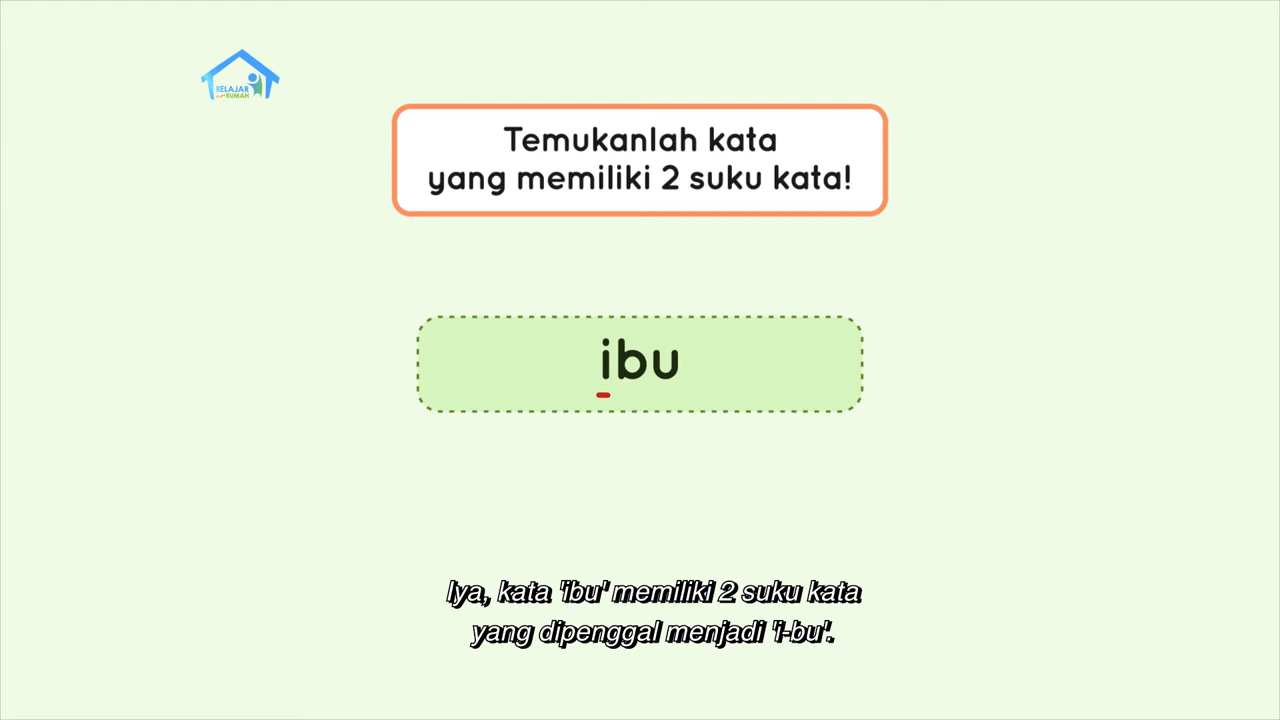 BELAJAR
dari RUMAH
Temukanlah kata
yang memiliki 2 suku kata!
ibu
Iya, kata 'ibu' memiliki 2 suku kata
yang dipenggal menjadi 'i-bu'.